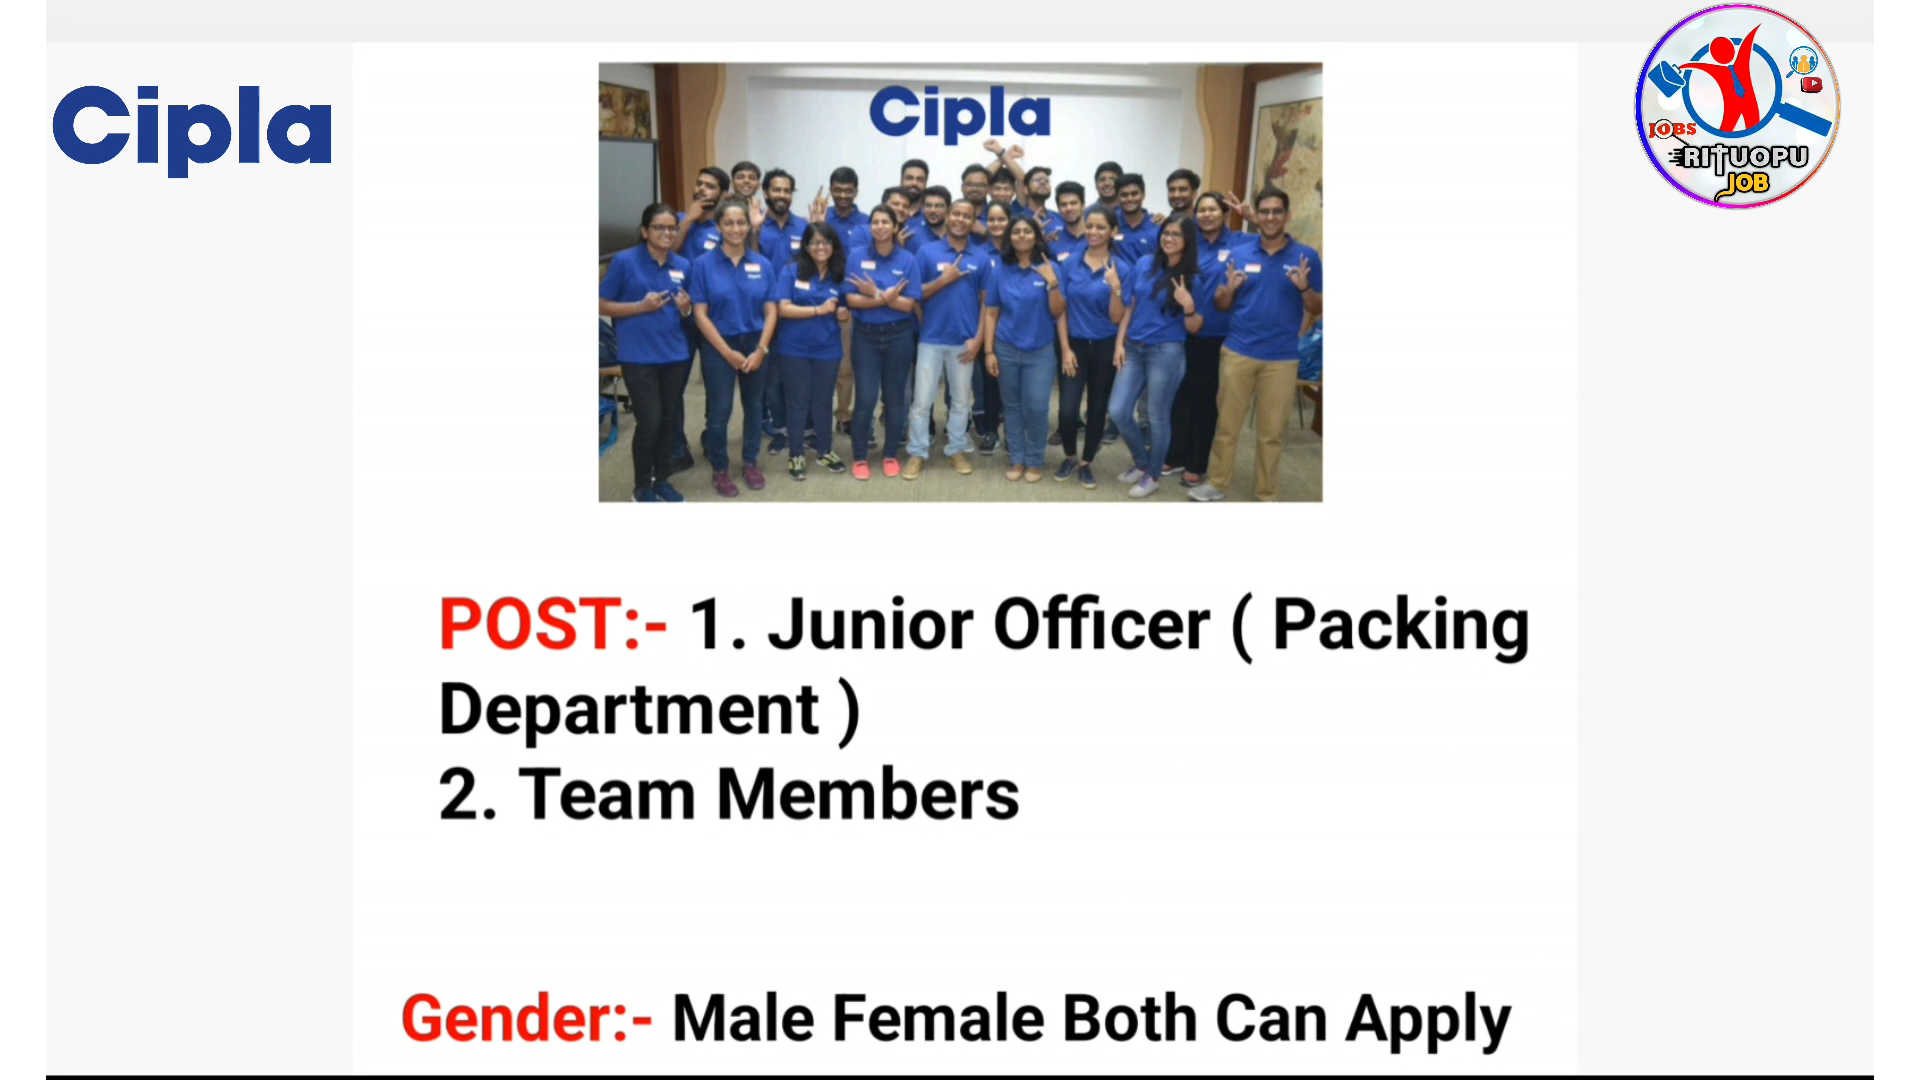 Cipla
Cipla
JOBS
RITUOPU
JOB
POST:- 1. Junior Officer ( Packing
Department )
2. Team Members
Gender:- Male Female Both Can Apply